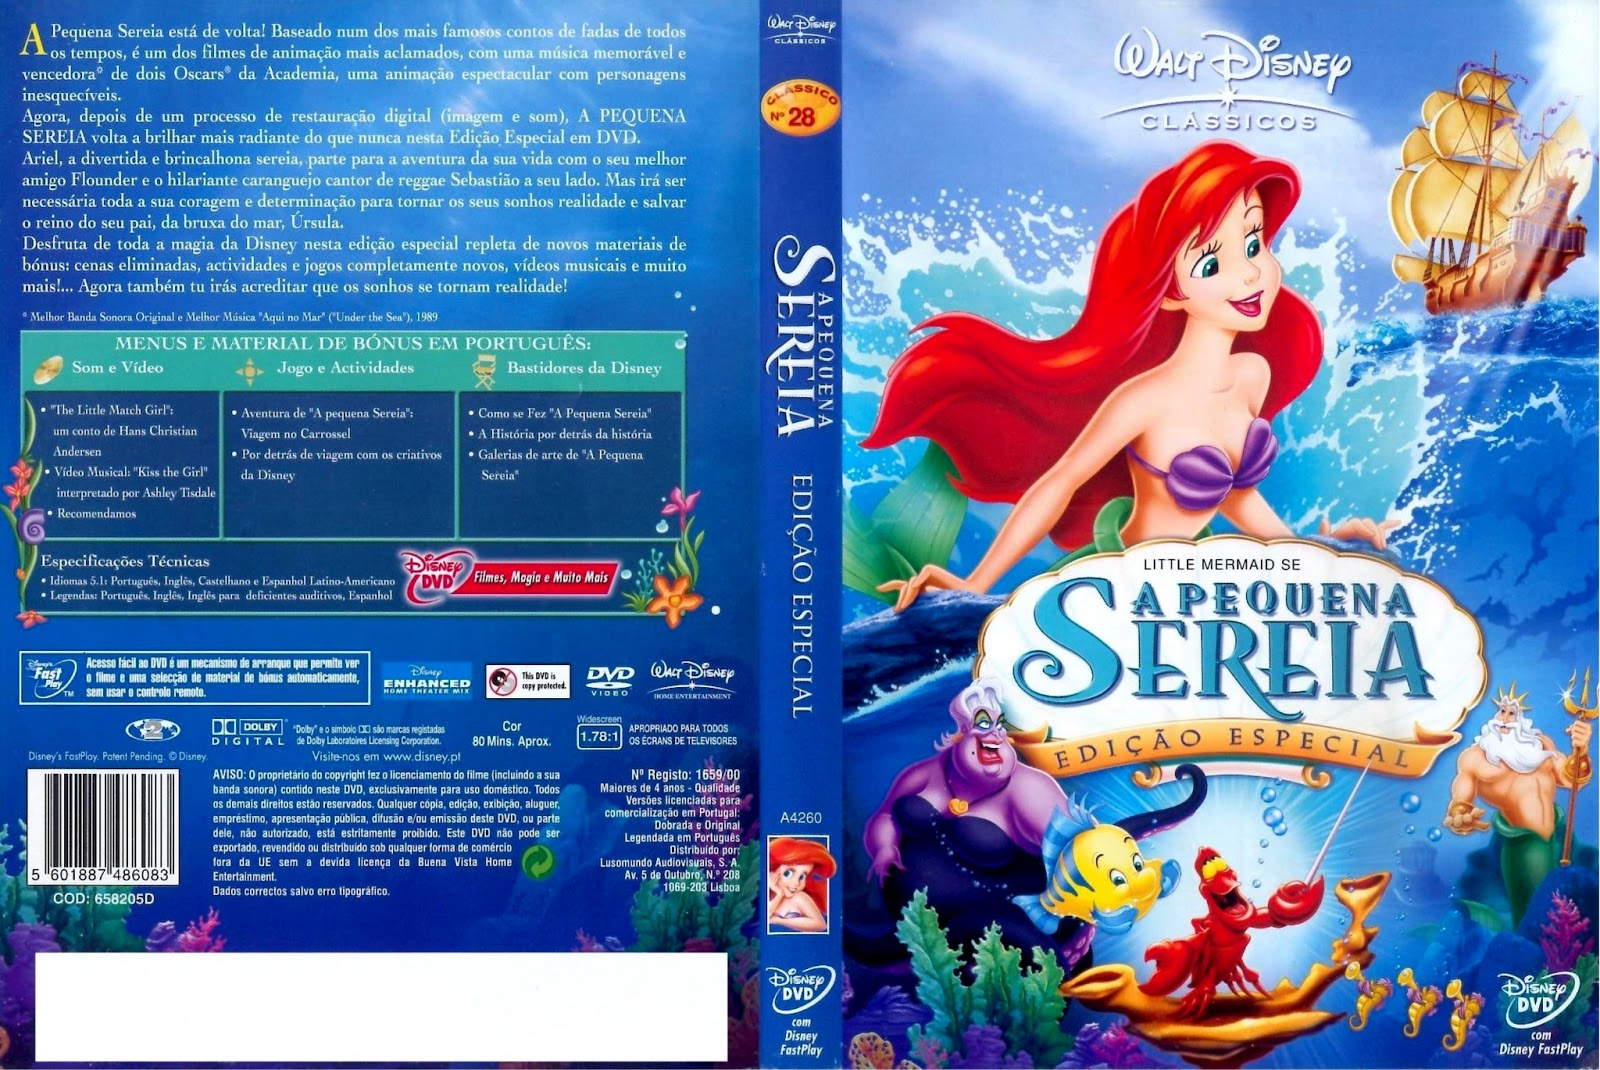 A Pequena Sereia está de volta! Baseado num dos mais famosos contos de fadas de todos
os tempos, é um dos filmes de animação mais aclamados, com uma música memorável e
vencedora* de dois Oscars® da Academia, uma animação espectacular com personagens
inesquecíveis.
Agora, depois de um processo de restauração digital (imagem e som), A PEQUENA
SEREIA volta a brilhar mais radiante do que nunca nesta Edição Especial em DVD.
Ariel, a divertida e brincalhona sereia, parte para a aventura da sua vida com o seu melhor
amigo Flounder e o hilariante caranguejo cantor de reggae Sebastião a seu lado. Mas irá ser
necessária toda a sua coragem e determinação para tornar os seus sonhos realidade e salvar
o reino do seu pai, da bruxa do mar, Úrsula.
Desfruta de toda a magia da Disney nesta edição especial repleta de novos materiais de
bónus: cenas eliminadas, actividades e jogos completamente novos, vídeos musicais e muito
mais!... Agora também tu irás acreditar que os sonhos se tornam realidade!
* Melhor Banda Sonora Original e Melhor Música "Aqui no Mar" ("Under the Sea"), 1989
MENUS E MATERIAL DE BÓNUS EM PORTUGUÊS:
Som e Vídeo
• "The Little Match Girl":
um conto de Hans Christian
Andersen
• Vídeo Musical: "Kiss the Girl"
interpretado por Ashley Tisdale
• Recomendamos
Jogo e Actividades
• Aventura de "A pequena Sereia":
Viagem no Carrossel
• Por detrás de viagem com os criativos
da Disney
Bastidores da Disney
• Como se Fez "A Pequena Sereia"
• A História por detrás da história
• Galerias de arte de "A Pequena
Sereia"
Especificações Técnicas
• Idiomas 5.1: Português, Inglês, Castelhano e Espanhol Latino-Americano
• Legendas: Português, Inglês, Inglês para deficientes auditivos, Espanhol
Disney DVD
Filmes, Magia e Muito Mais
Disney's Fast Play TM
Acesso fácil ao DVD é um mecanismo de arranque que permite ver
o filme e uma selecção de material de bónus automaticamente,
sem usar o controlo remoto.
Disney
ENHANCED
HOME THEATER MIX
This DVD is
copy protected.
DVD
VIDEO
Walt Disney
HOME ENTERTAINMENT
2
Disney's FastPlay. Patent Pending. © Disney.
DOLBY
DIGITAL
"Dolby" e o símbolo DD são marcas registadas
de Dolby Laboratories Licensing Corporation.
Visite-nos em www.disney.pt
Cor
80 Mins. Aprox.
Widescreen
1.78:1
APROPRIADO PARA TODOS
OS ÉCRANS DE TELEVISORES
5 601887 486083
COD: 658205D
AVISO: O proprietário do copyright fez o licenciamento do filme (incluindo a sua
banda sonora) contido neste DVD, exclusivamente para uso doméstico. Todos
os demais direitos estão reservados. Qualquer cópia, edição, exibição, aluguer,
empréstimo, apresentação pública, difusão e/ou emissão deste DVD, ou parte
dele, não autorizado, está estritamente proibido. Este DVD não pode ser
exportado, revendido ou distribuído sob qualquer forma de comércio
fora da UE sem a devida licença da Buena Vista Home
Entertainment.
Dados correctos salvo erro tipográfico.
Nº Registo: 1659/00
Maiores de 4 anos - Qualidade
Versões licenciadas para
comercialização em Portugal:
Dobrada e Original
Legendada em Português
Distribuído por:
Lusomundo Audiovisuais, S.A.
Av. 5 de Outubro, N.º 208
1069-203 Lisboa
Walt Disney
CLÁSSICOS
CLÁSSICO
Nº 28
A PEQUENA
SEREIA
EDIÇÃO ESPECIAL
A4260
Disney
DVD
com
Disney
FastPlay
Walt Disney
CLÁSSICOS
LITTLE MERMAID SE
A PEQUENA
SEREIA
EDIÇÃO ESPECIAL
Disney
DVD
com
Disney FastPlay